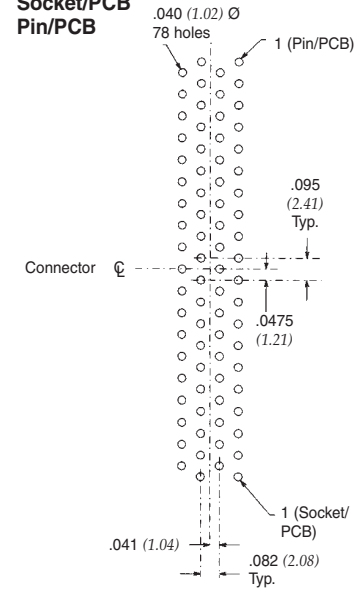 Socket/PCB
Pin/PCB
.040 (1.02) Ø
78 holes
1 (Pin/PCB)
.095
(2.41)
Typ.
Connector ℄
.0475
(1.21)
1 (Socket/
PCB)
.041 (1.04)
.082 (2.08)
Typ.